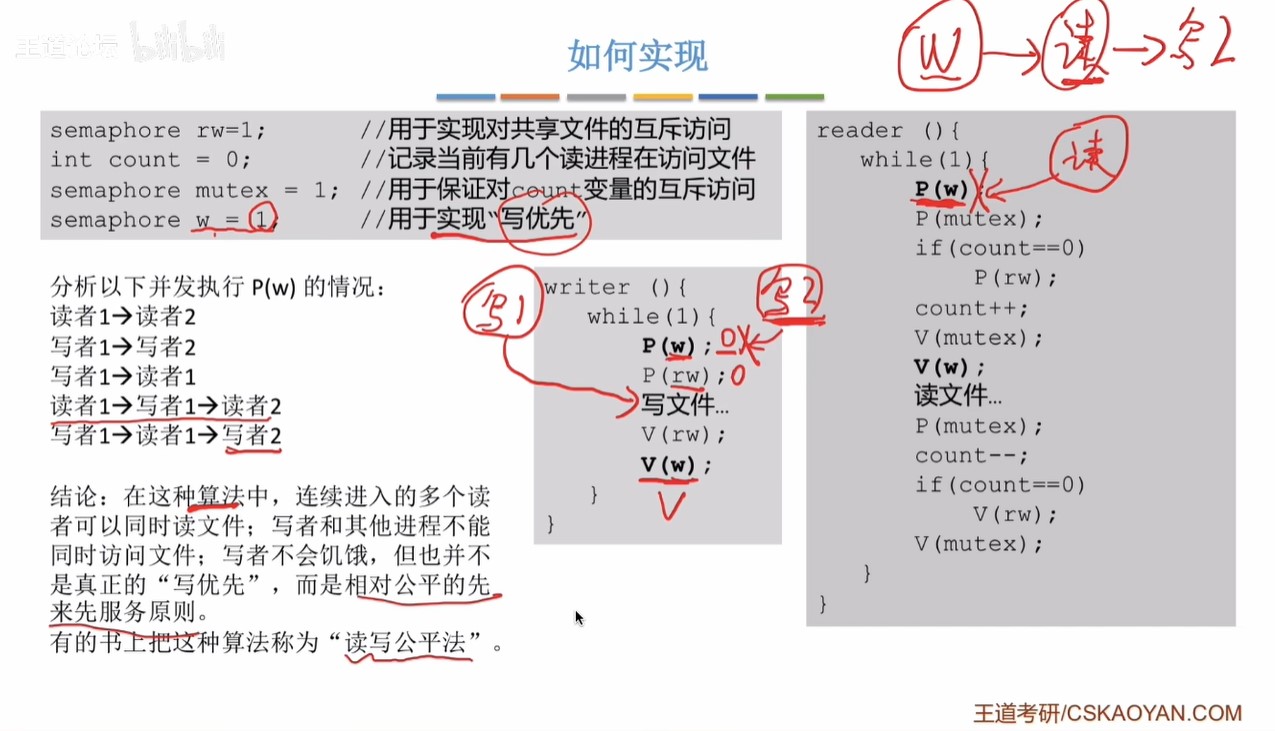 王道论坛 bilibili
如何实现
W → 读 → 写2
semaphore rw=1; //用于实现对共享文件的互斥访问
int count = 0; //记录当前有几个读进程在访问文件
semaphore mutex = 1; //用于保证对count变量的互斥访问
semaphore w = 1; //用于实现“写优先”
分析以下并发执行 P(w) 的情况：
读者1→读者2
写者1→写者2
写者1→读者1
读者1→写者1→读者2
写者1→读者1→写者2
结论：在这种算法中，连续进入的多个读
者可以同时读文件；写者和其他进程不能
同时访问文件；写者不会饥饿，但也并不
是真正的“写优先”，而是相对公平的先
来先服务原则。
有的书上把这种算法称为“读写公平法”。
写1
写2
writer (){
while(1){
P(w); 0
P(rw); 0
写文件…
V(rw);
V(w);
V
}
}
reader (){
while(1){
读
P(w);
P(mutex);
if(count==0)
P(rw);
count++;
V(mutex);
V(w);
读文件…
P(mutex);
count--;
if(count==0)
V(rw);
V(mutex);
}
}
王道考研/CSKAOYAN.COM